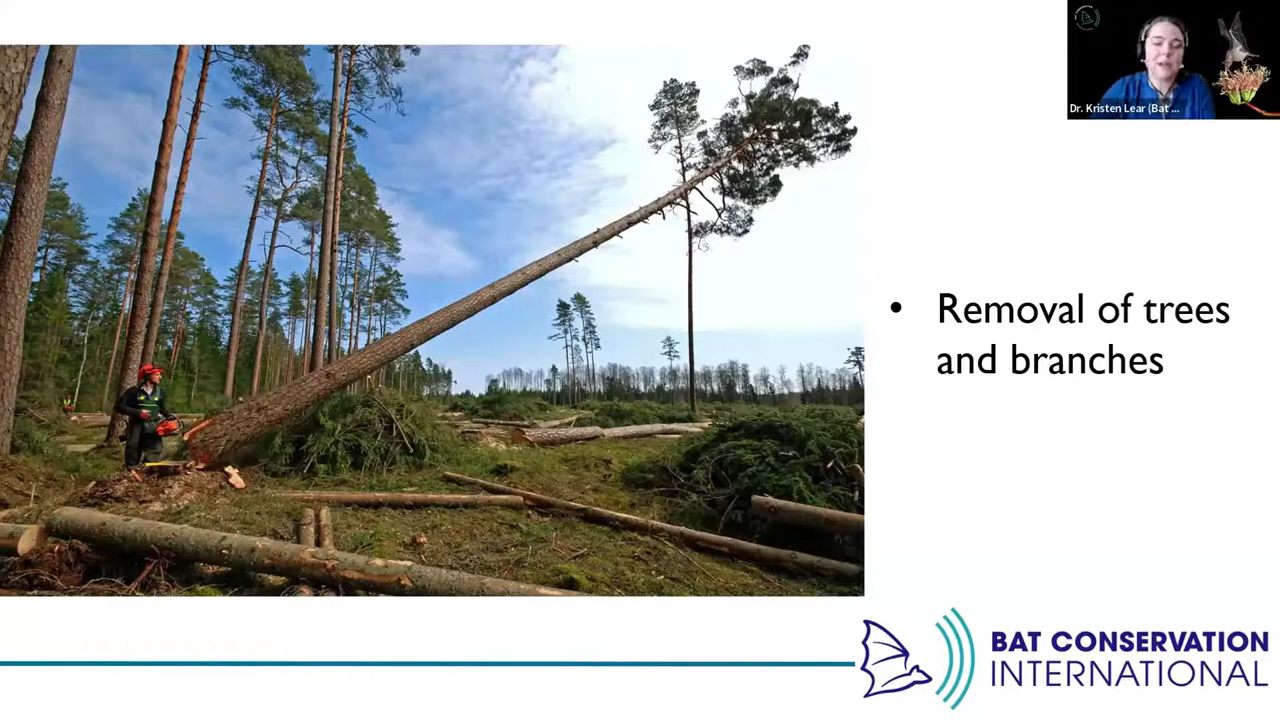 Dr. Kristen Lear (Bat ...
• Removal of trees
and branches
BAT CONSERVATION
INTERNATIONAL